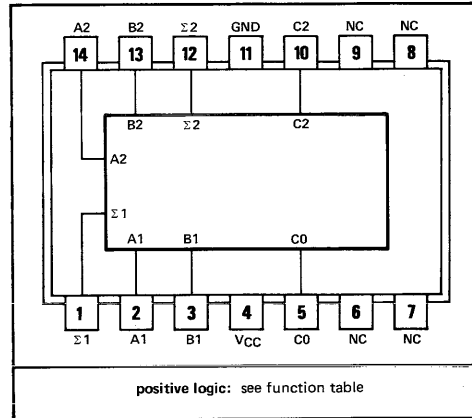 A2 B2 Σ2 GND C2 NC NC
14 13 12 11 10 9 8
B2 Σ2 C2
A2
Σ1
A1 B1 C0
1 2 3 4 5 6 7
Σ1 A1 B1 VCC C0 NC NC
positive logic: see function table